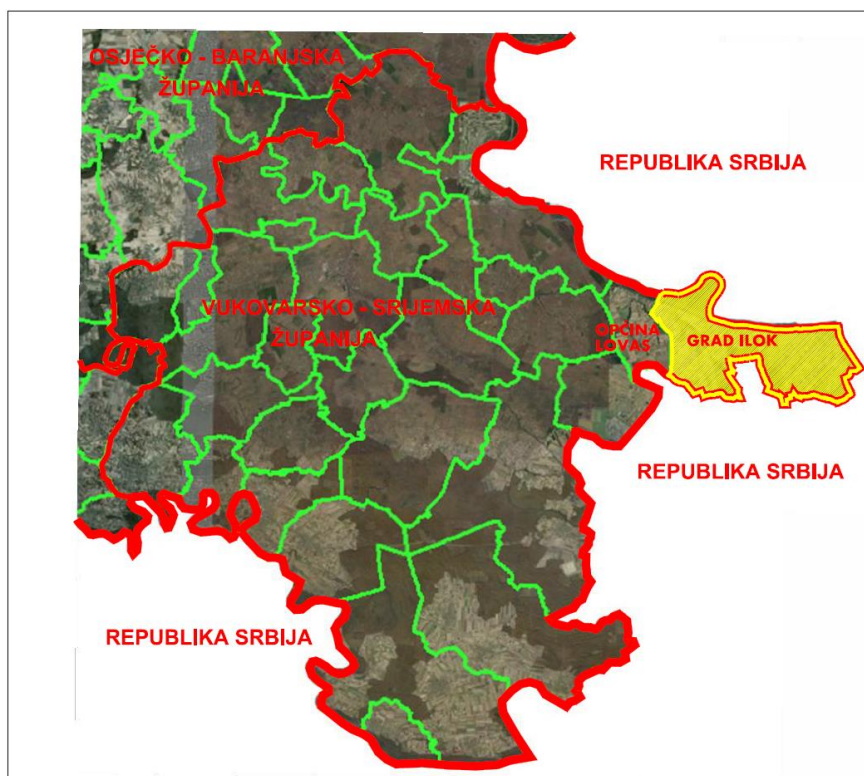 OSJEČKO - BARANJSKA
ŽUPANIJA
REPUBLIKA SRBIJA
VUKOVARSKO - SRIJEMSKA
ŽUPANIJA
OPĆINA
LOVAS
GRAD ILOK
REPUBLIKA SRBIJA
REPUBLIKA SRBIJA